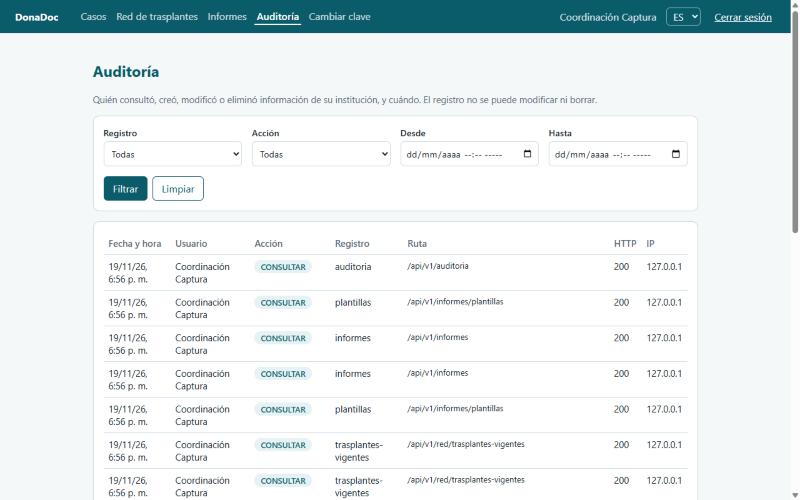 DonaDoc Casos Red de trasplantes Informes Auditoría Cambiar clave Coordinación Captura ES Cerrar sesión
Auditoría
Quién consultó, creó, modificó o eliminó información de su institución, y cuándo. El registro no se puede modificar ni borrar.
Registro Acción Desde Hasta
Todas Todas dd/mm/aaaa --:-- ----- dd/mm/aaaa --:-- -----
Filtrar Limpiar
Fecha y hora Usuario Acción Registro Ruta HTTP IP
19/11/26, Coordinación CONSULTAR auditoria /api/v1/auditoria 200 127.0.0.1
6:56 p. m. Captura
19/11/26, Coordinación CONSULTAR plantillas /api/v1/informes/plantillas 200 127.0.0.1
6:56 p. m. Captura
19/11/26, Coordinación CONSULTAR informes /api/v1/informes 200 127.0.0.1
6:56 p. m. Captura
19/11/26, Coordinación CONSULTAR informes /api/v1/informes 200 127.0.0.1
6:56 p. m. Captura
19/11/26, Coordinación CONSULTAR plantillas /api/v1/informes/plantillas 200 127.0.0.1
6:56 p. m. Captura
19/11/26, Coordinación CONSULTAR trasplantes- /api/v1/red/trasplantes-vigentes 200 127.0.0.1
6:56 p. m. Captura vigentes
19/11/26, Coordinación CONSULTAR trasplantes- /api/v1/red/trasplantes-vigentes 200 127.0.0.1
6:56 p. m. Captura vigentes